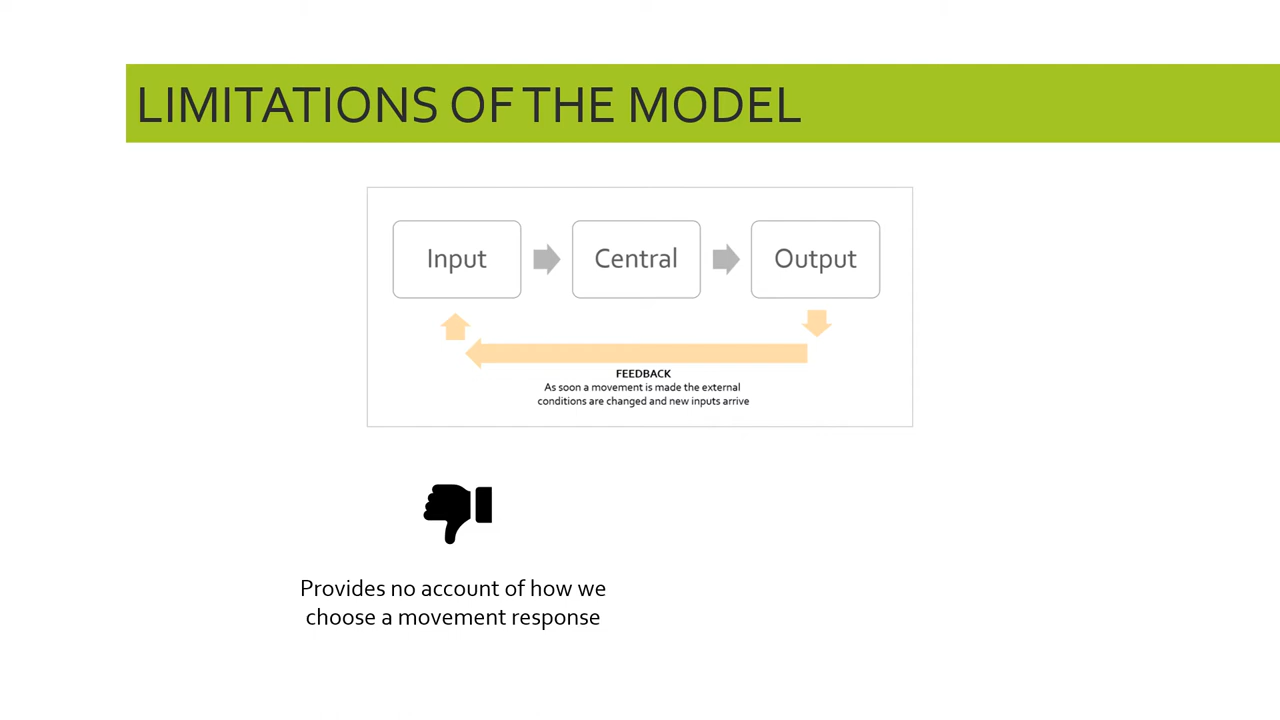 LIMITATIONS OF THE MODEL
Input
Central
Output
FEEDBACK
As soon a movement is made the external
conditions are changed and new inputs arrive
Provides no account of how we
choose a movement response